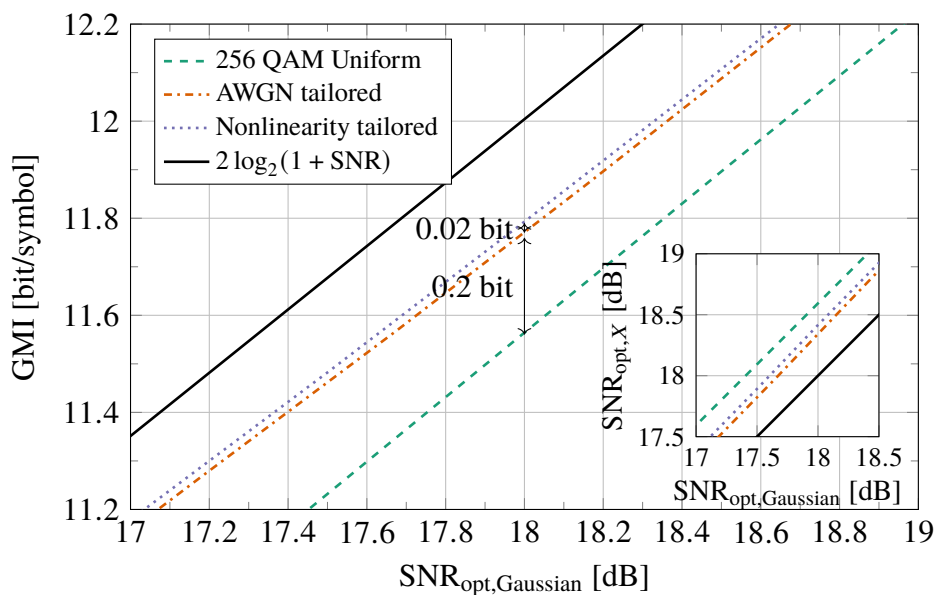 12.2
12
11.8
11.6
11.4
11.2
GMI [bit/symbol]
256 QAM Uniform
AWGN tailored
Nonlinearity tailored
2 log₂(1 + SNR)
0.02 bit
0.2 bit
17 17.2 17.4 17.6 17.8 18 18.2 18.4 18.6 18.8 19
SNR_opt,Gaussian [dB]
19
18.5
18
17.5
SNR_opt,X [dB]
17 17.5 18 18.5
SNR_opt,Gaussian [dB]